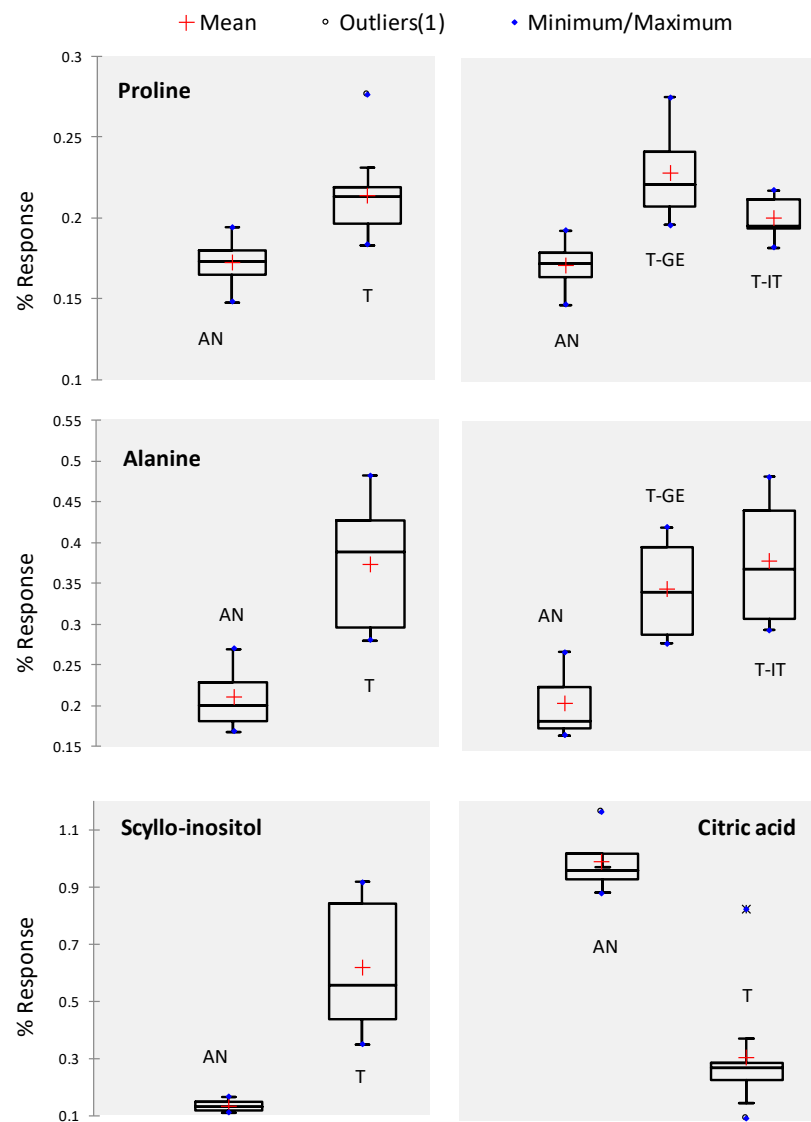 Mean Outliers(1) Minimum/Maximum
0.3
Proline
0.25
% Response
0.2
0.15
0.1
AN
T
AN
T-GE
T-IT
0.55
Alanine
0.5
0.45
0.4
% Response
0.35
0.3
0.25
0.2
0.15
AN
T
AN
T-GE
T-IT
Scyllo-inositol
1.1
0.9
% Response
0.7
0.5
0.3
0.1
AN
T
Citric acid
AN
T